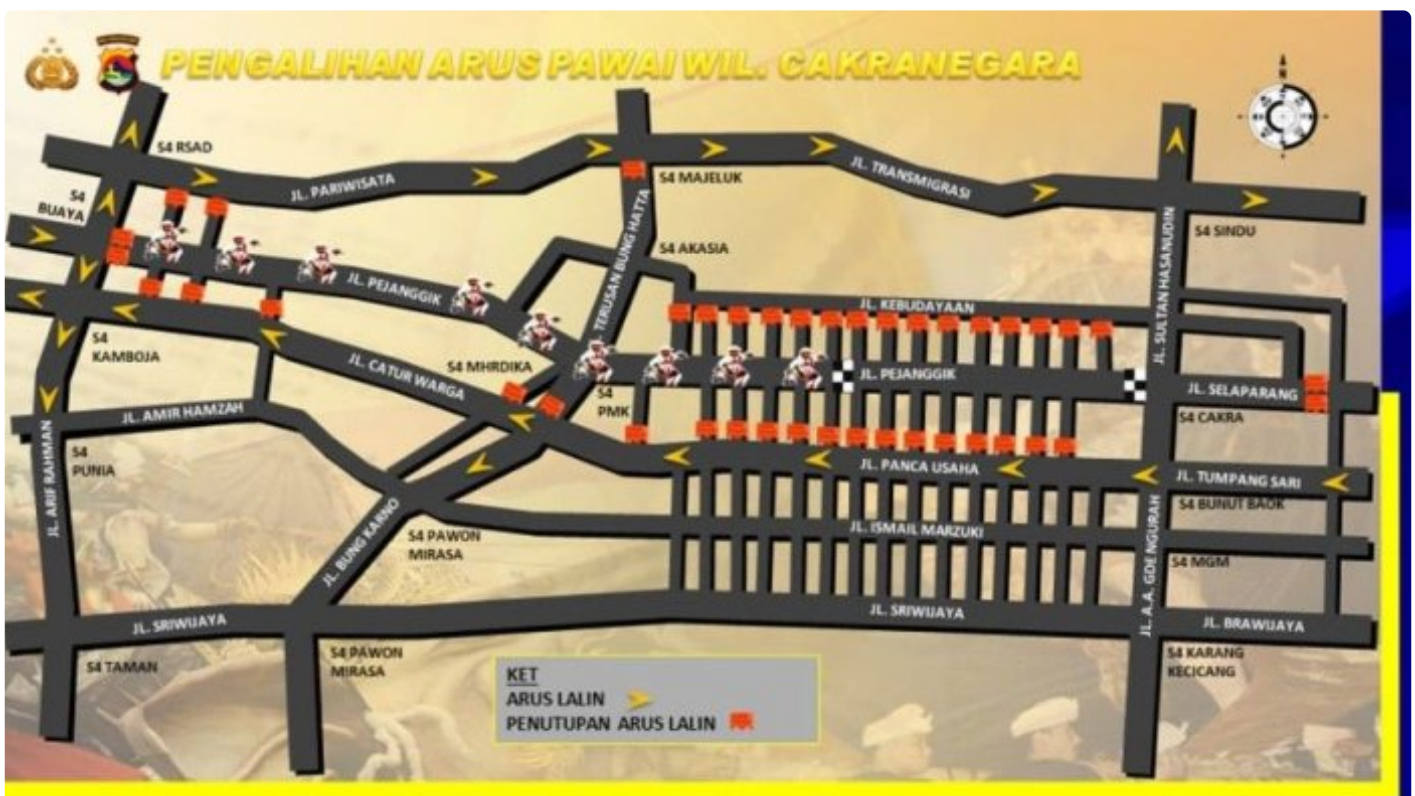 PENGALIHAN ARUS PAWAI WIL. CAKRANEGARA
N
S4 RSAD
JL. PARIWISATA
S4 MAJELUK
JL. TRANSMIGRASI
S4
BUAYA
JL. TERUSAN BUNG HATTA
S4 AKASIA
JL. SULTAN HASANUDIN
S4 SINDU
JL. PEJANGGIK
JL. KEBUDAYAAN
S4
KAMBOJA
JL. CATUR WARGA
S4 MHRDIKA
S4
PMK
JL. PEJANGGIK
JL. SELAPARANG
S4 CAKRA
JL. AMIR HAMZAH
JL. ARIF RAHMAN
S4
PUNIA
JL. PANCA USAHA
JL. TUMPANG SARI
S4 BUNUT BAOK
JL. BUNG KARNO
S4 PAWON
MIRASA
JL. ISMAIL MARZUKI
JL. A.A. GDENGURAH
S4 MGM
JL. SRIWIJAYA
JL. SRIWIJAYA
JL. BRAWIJAYA
S4 TAMAN
S4 PAWON
MIRASA
S4 KARANG
KECICANG
KET
ARUS LALIN
PENUTUPAN ARUS LALIN